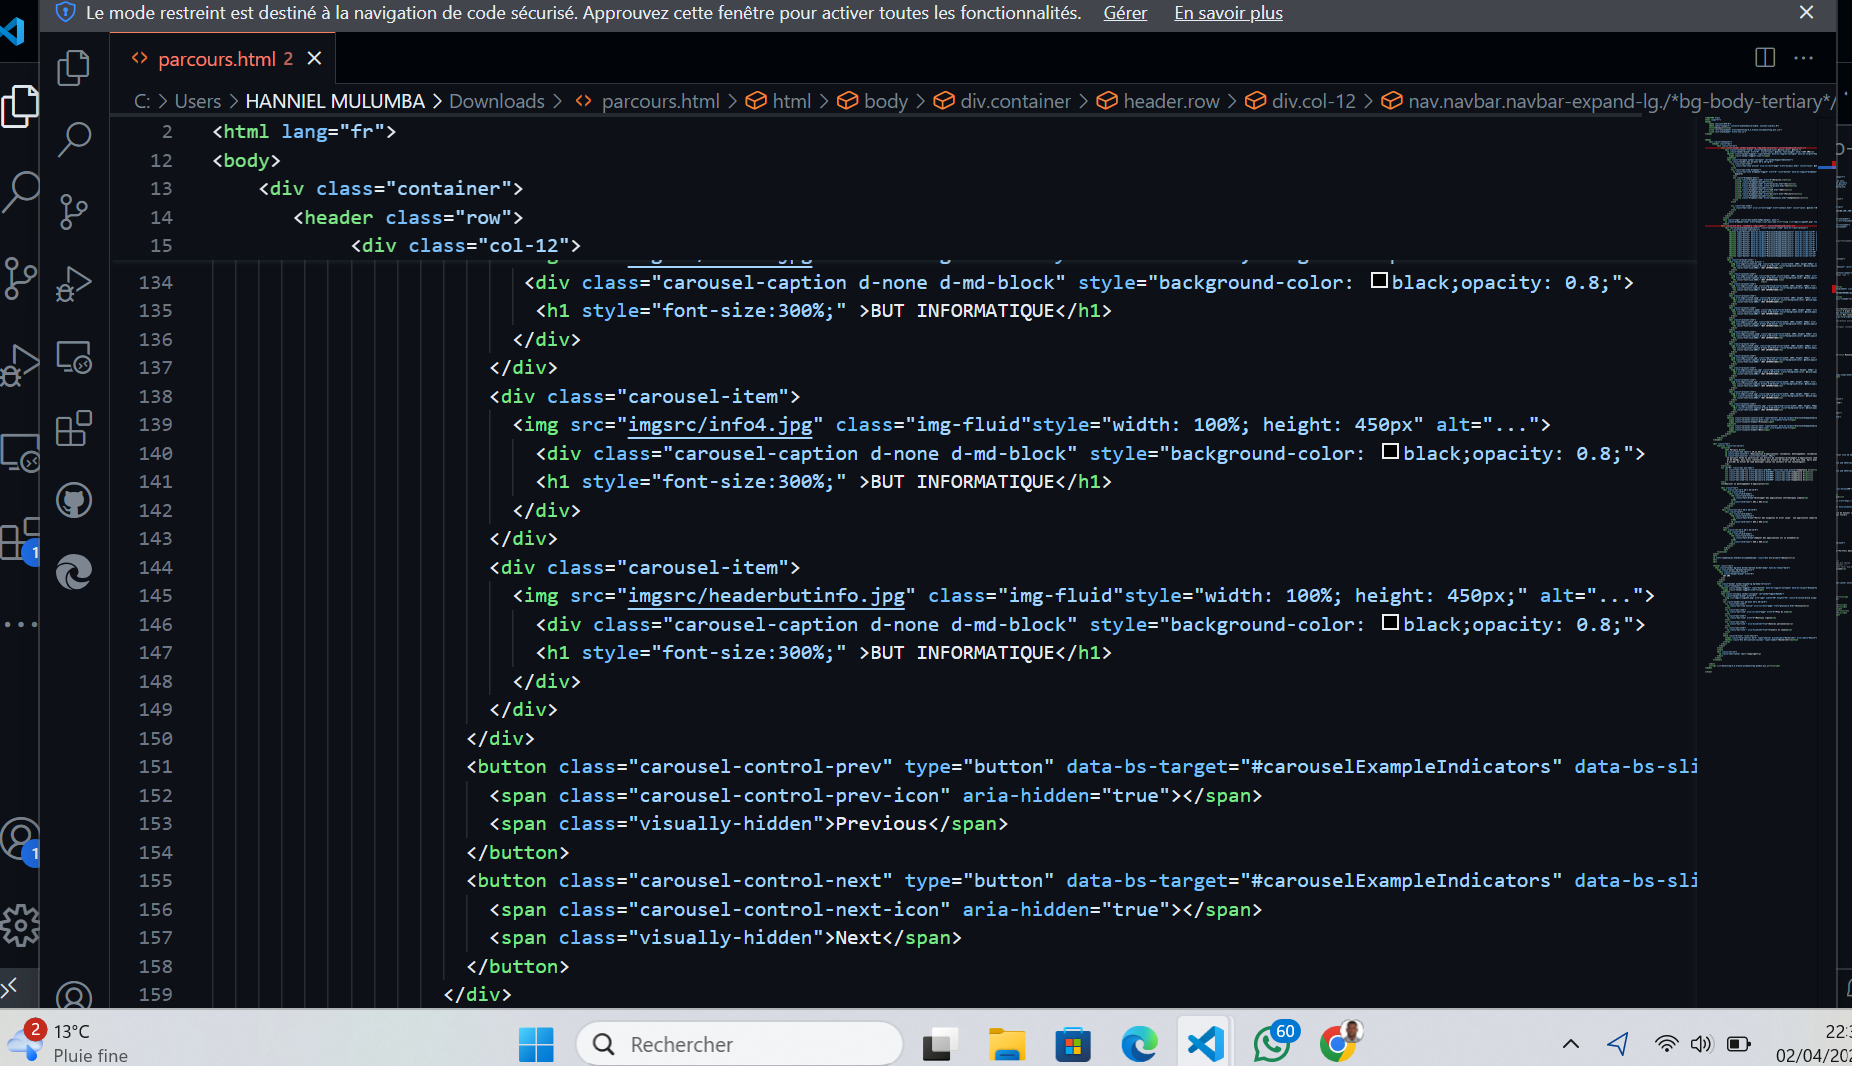 Le mode restreint est destiné à la navigation de code sécurisé. Approuvez cette fenêtre pour activer toutes les fonctionnalités. Gérer En savoir plus
parcours.html 2
C: > Users > HANNIEL MULUMBA > Downloads > parcours.html > html > body > div.container > header.row > div.col-12 > nav.navbar.navbar-expand-lg./*bg-body-tertiary*/
2 <html lang="fr">
12 <body>
13 <div class="container">
14 <header class="row">
15 <div class="col-12">
134 <div class="carousel-caption d-none d-md-block" style="background-color: black;opacity: 0.8;">
135 <h1 style="font-size:300%;" >BUT INFORMATIQUE</h1>
136 </div>
137 </div>
138 <div class="carousel-item">
139 <img src="imgsrc/info4.jpg" class="img-fluid"style="width: 100%; height: 450px" alt="...">
140 <div class="carousel-caption d-none d-md-block" style="background-color: black;opacity: 0.8;">
141 <h1 style="font-size:300%;" >BUT INFORMATIQUE</h1>
142 </div>
143 </div>
144 <div class="carousel-item">
145 <img src="imgsrc/headerbutinfo.jpg" class="img-fluid"style="width: 100%; height: 450px;" alt="...">
146 <div class="carousel-caption d-none d-md-block" style="background-color: black;opacity: 0.8;">
147 <h1 style="font-size:300%;" >BUT INFORMATIQUE</h1>
148 </div>
149 </div>
150 </div>
151 <button class="carousel-control-prev" type="button" data-bs-target="#carouselExampleIndicators" data-bs-sli
152 <span class="carousel-control-prev-icon" aria-hidden="true"></span>
153 <span class="visually-hidden">Previous</span>
154 </button>
155 <button class="carousel-control-next" type="button" data-bs-target="#carouselExampleIndicators" data-bs-sli
156 <span class="carousel-control-next-icon" aria-hidden="true"></span>
157 <span class="visually-hidden">Next</span>
158 </button>
159 </div>
1
1
2
13°C
Pluie fine
Rechercher
60
22:3
02/04/20